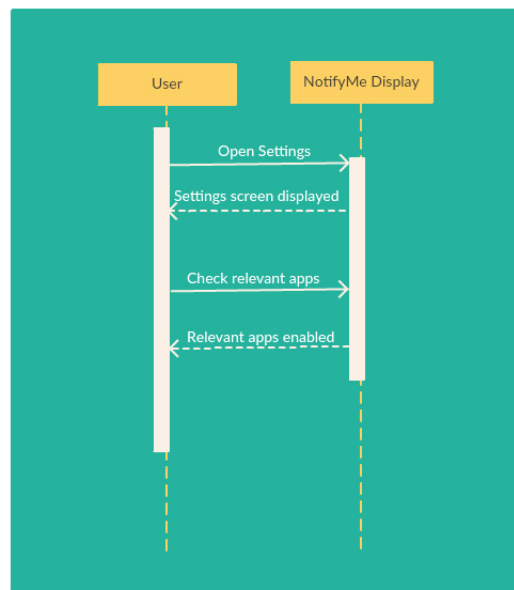 User
NotifyMe Display
Open Settings
Settings screen displayed
Check relevant apps
Relevant apps enabled